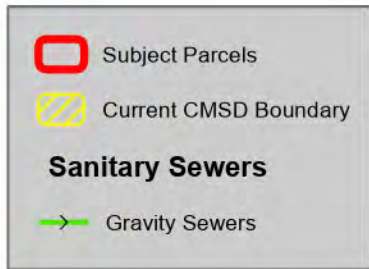 Subject Parcels
Current CMSD Boundary
Sanitary Sewers
Gravity Sewers